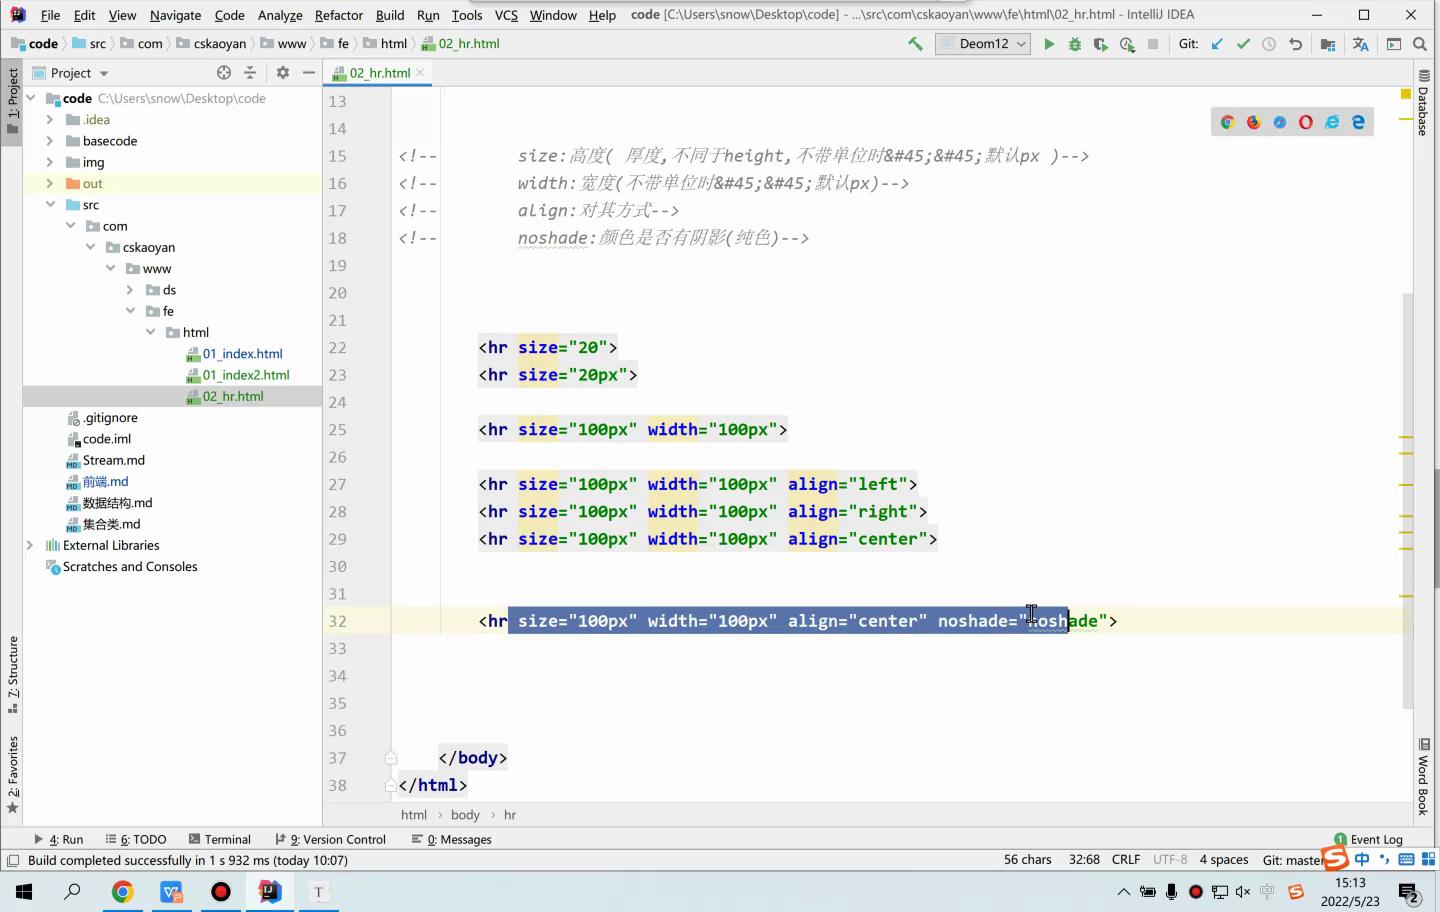 File Edit View Navigate Code Analyze Refactor Build Run Tools VCS Window Help code [C:\Users\snow\Desktop\code] - ...\src\com\cskaoyan\www\fe\html\02_hr.html - IntelliJ IDEA
code src com cskaoyan www fe html 02_hr.html Deom12 Git:
1: Project
Project
02_hr.html
Database
code C:\Users\snow\Desktop\code
.idea
basecode
img
out
src
com
cskaoyan
www
ds
fe
html
01_index.html
01_index2.html
02_hr.html
.gitignore
code.iml
Stream.md
前端.md
数据结构.md
集合类.md
External Libraries
Scratches and Consoles
13
14
15 <!-- size:高度( 厚度,不同于height,不带单位时&#45;&#45;默认px )-->
16 <!-- width:宽度(不带单位时&#45;&#45;默认px)-->
17 <!-- align:对其方式-->
18 <!-- noshade:颜色是否有阴影(纯色)-->
19
20
21
22 <hr size="20">
23 <hr size="20px">
24
25 <hr size="100px" width="100px">
26
27 <hr size="100px" width="100px" align="left">
28 <hr size="100px" width="100px" align="right">
29 <hr size="100px" width="100px" align="center">
30
31
32 <hr size="100px" width="100px" align="center" noshade="noshade">
33
34
35
36
37 </body>
38 </html>
html › body › hr
7: Structure
2: Favorites
Word Book
4: Run 6: TODO Terminal 9: Version Control 0: Messages Event Log
1
Build completed successfully in 1 s 932 ms (today 10:07) 56 chars 32:68 CRLF UTF-8 4 spaces Git: master
中
15:13
2022/5/23
2